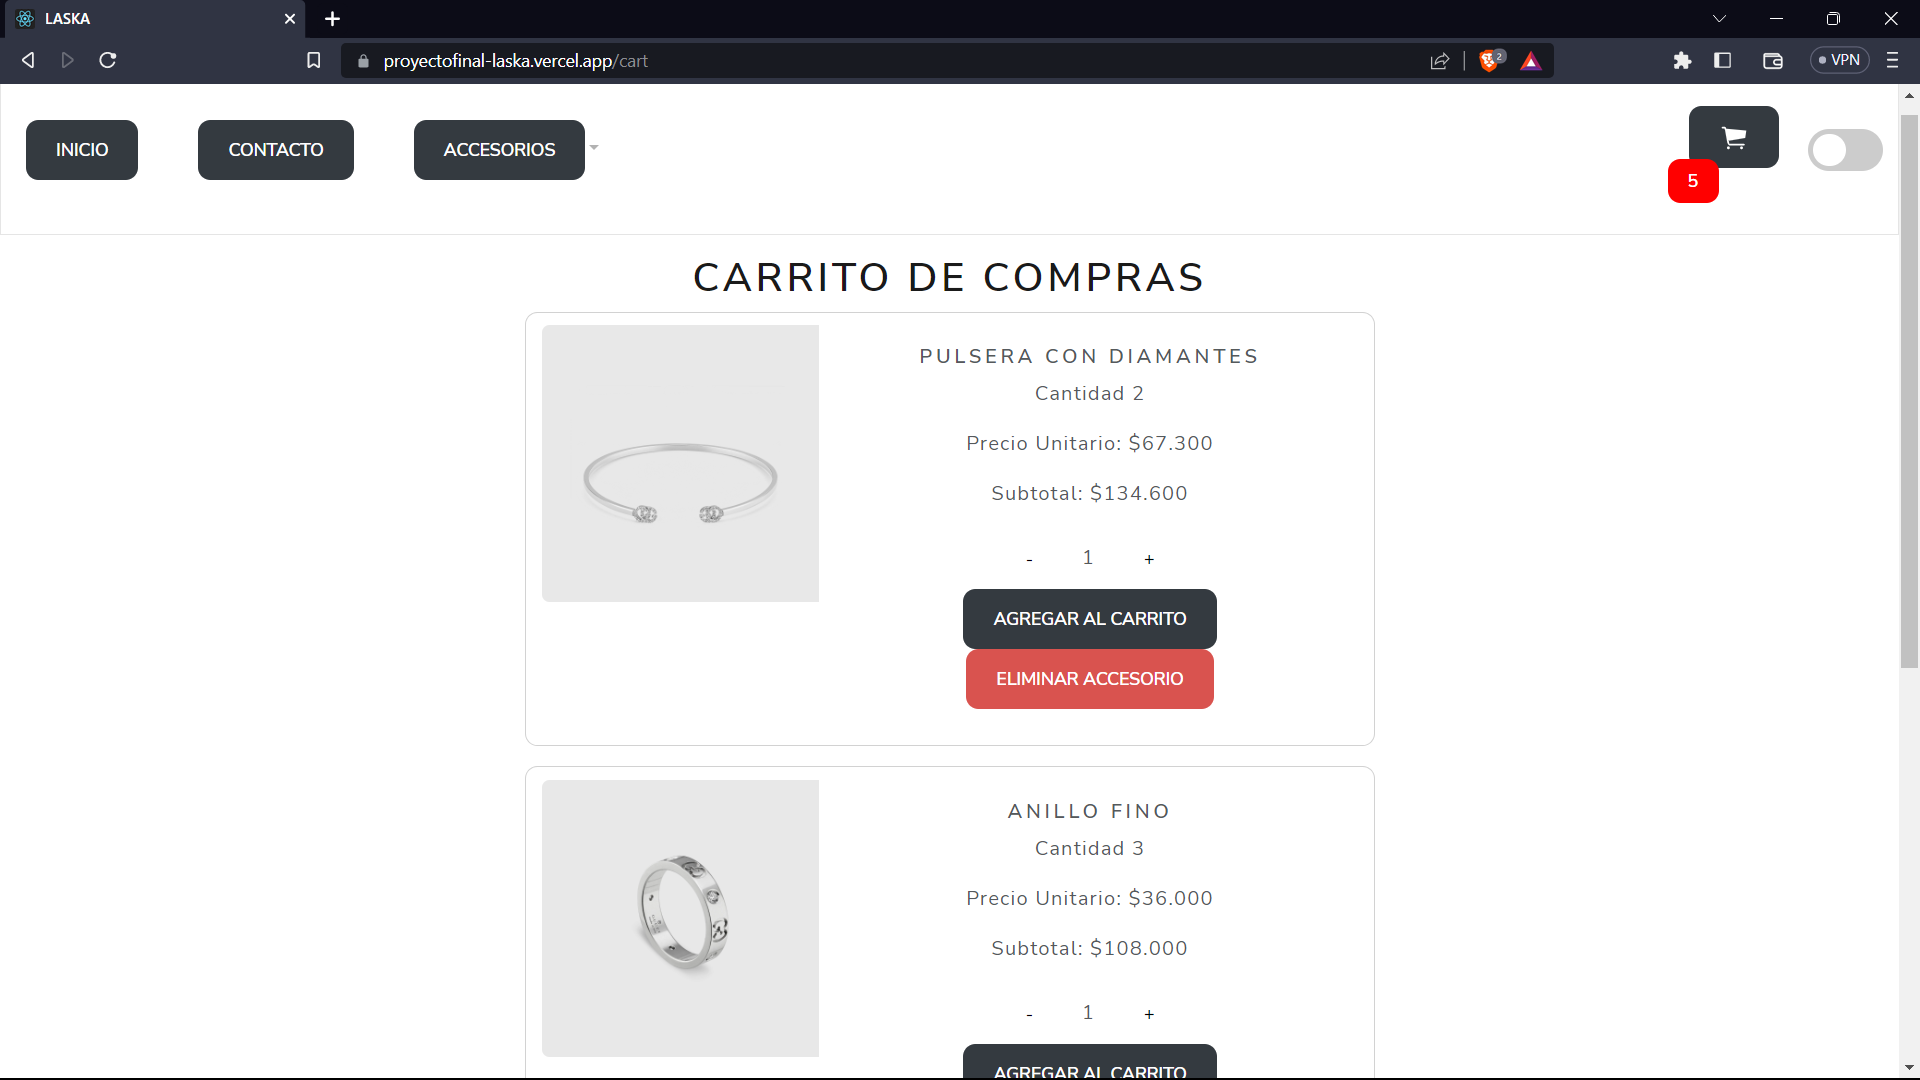 LASKA
proyectofinal-laska.vercel.app/cart
2
VPN
INICIO
CONTACTO
ACCESORIOS
5
CARRITO DE COMPRAS
PULSERA CON DIAMANTES
Cantidad 2
Precio Unitario: $67.300
Subtotal: $134.600
- 1 +
AGREGAR AL CARRITO
ELIMINAR ACCESORIO
ANILLO FINO
Cantidad 3
Precio Unitario: $36.000
Subtotal: $108.000
- 1 +
AGREGAR AL CARRITO